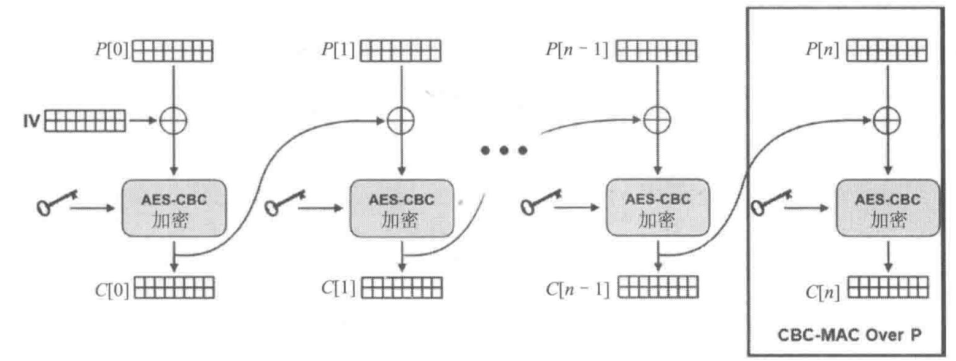 P[0] P[1] P[n-1] P[n]
IV
AES-CBC AES-CBC AES-CBC AES-CBC
加密 加密 加密 加密
C[0] C[1] C[n-1] C[n]
CBC-MAC Over P